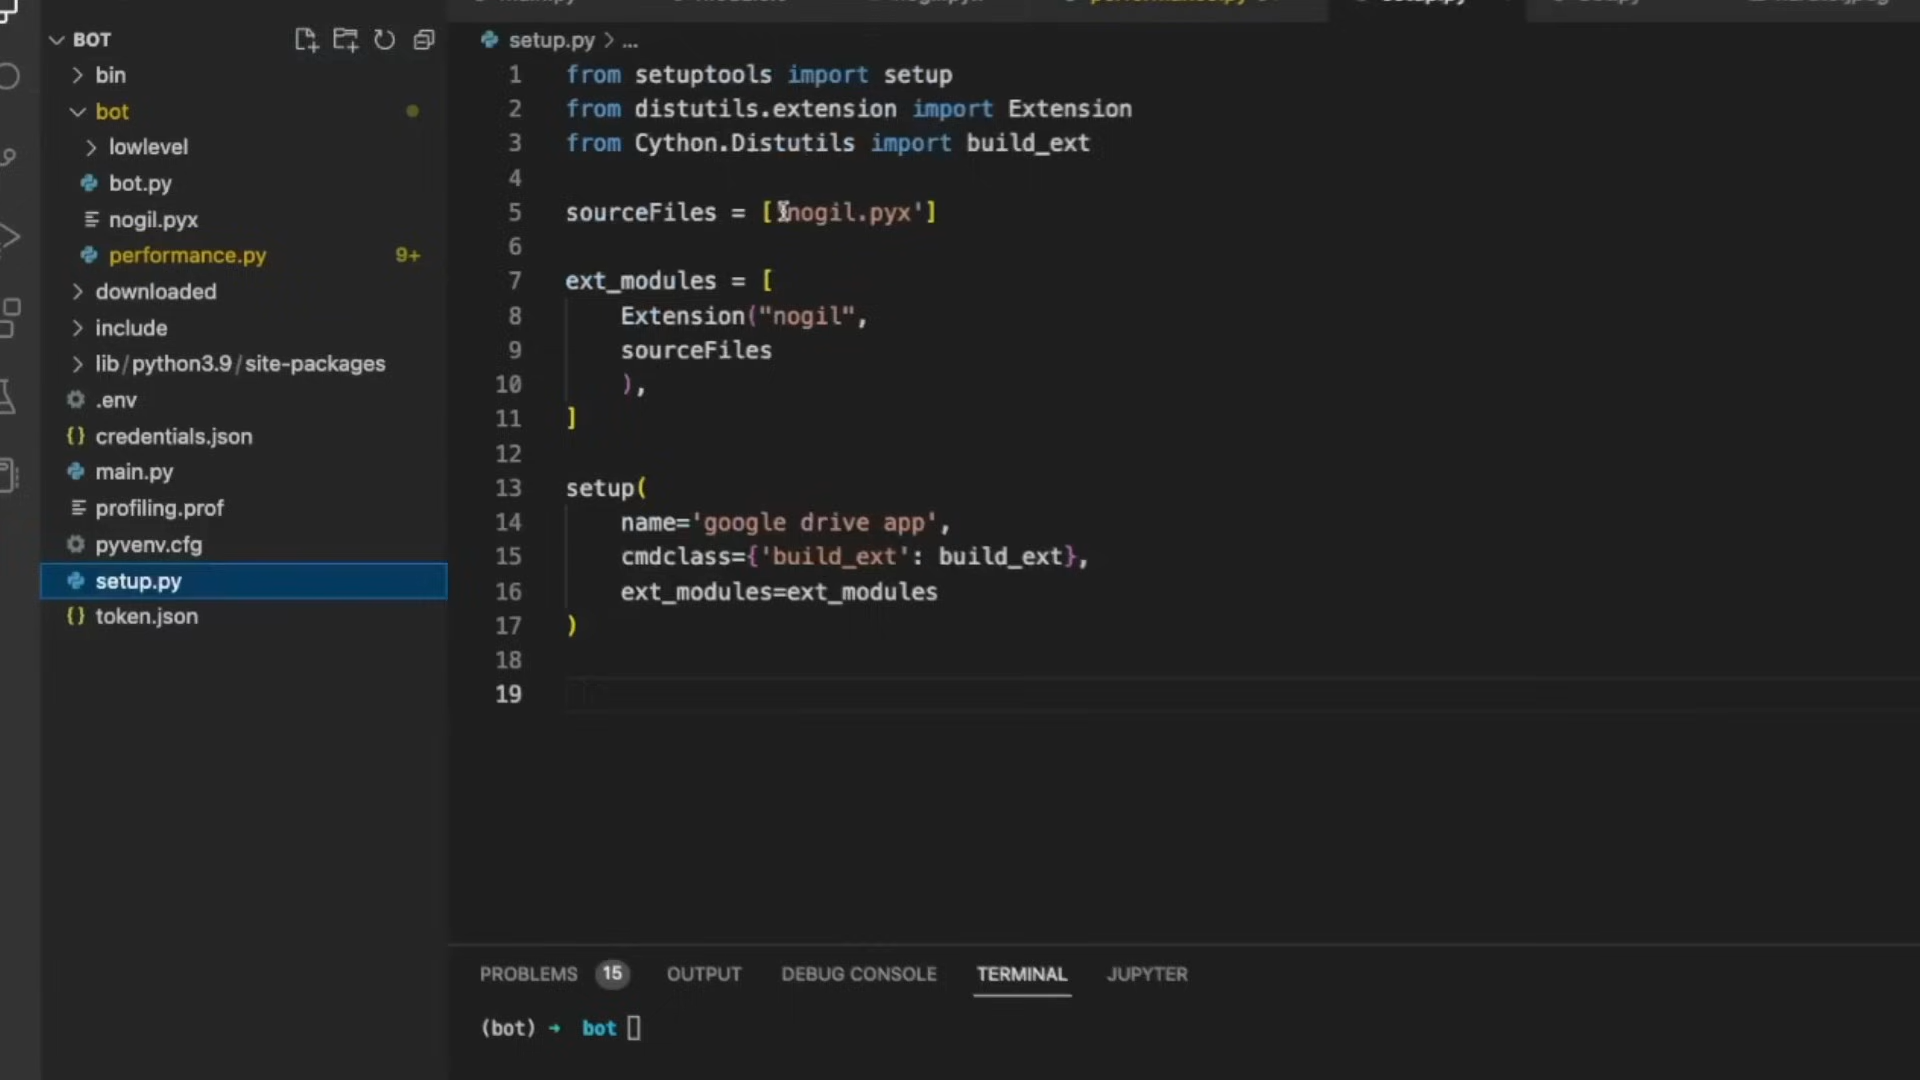 BOT
bin
bot
lowlevel
bot.py
nogil.pyx
performance.py 9+
downloaded
include
lib/python3.9/site-packages
.env
credentials.json
main.py
profiling.prof
pyvenv.cfg
setup.py
token.json
setup.py > ...
1 from setuptools import setup
2 from distutils.extension import Extension
3 from Cython.Distutils import build_ext
4
5 sourceFiles = ['nogil.pyx']
6
7 ext_modules = [
8 Extension("nogil",
9 sourceFiles
10 ),
11 ]
12
13 setup(
14 name='google drive app',
15 cmdclass={'build_ext': build_ext},
16 ext_modules=ext_modules
17 )
18
19
PROBLEMS 15 OUTPUT DEBUG CONSOLE TERMINAL JUPYTER
(bot) → bot